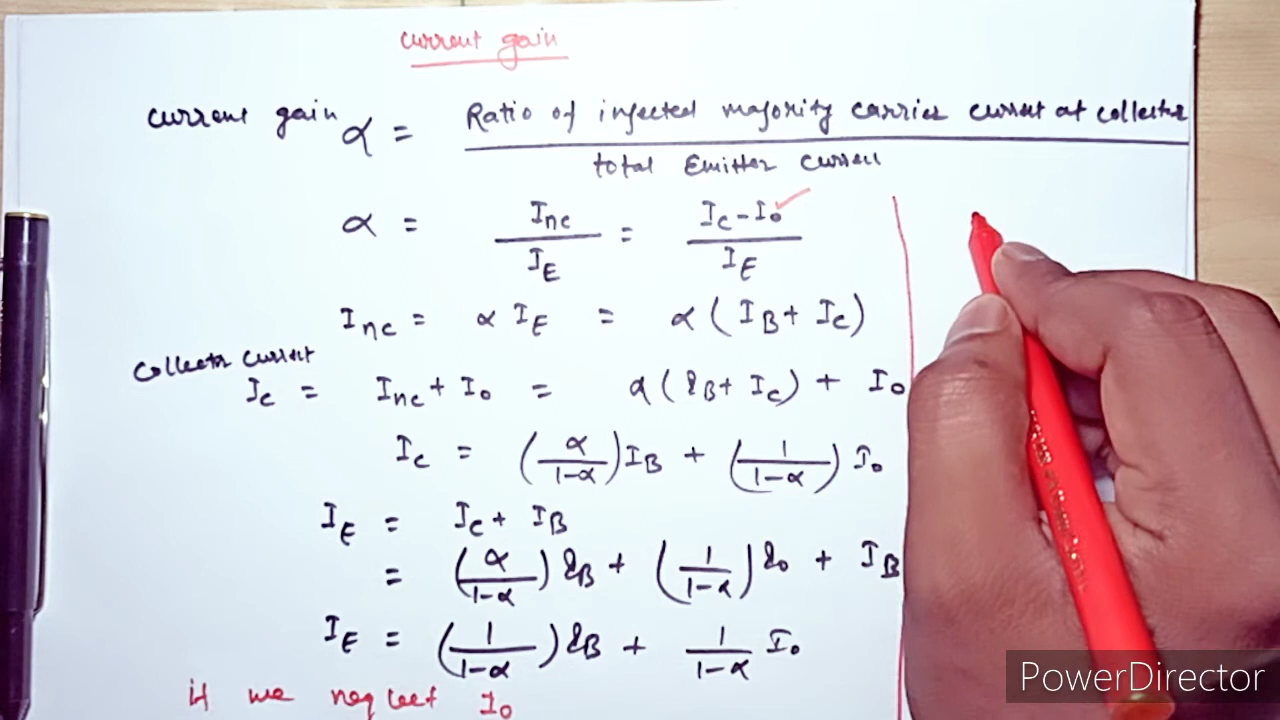 current gain
current gain α = Ratio of injected majority carrier current at collector
total Emitter current
α = Inc / IE = Ic - Io / IE
Inc = α IE = α ( IB + Ic )
Collector current
Ic = Inc + Io = α ( IB + Ic ) + Io
Ic = ( α / 1-α ) IB + ( 1 / 1-α ) Io
IE = Ic + IB
= ( α / 1-α ) IB + ( 1 / 1-α ) Io + IB
IE = ( 1 / 1-α ) IB + 1 / 1-α Io
if we neglect Io
PowerDirector